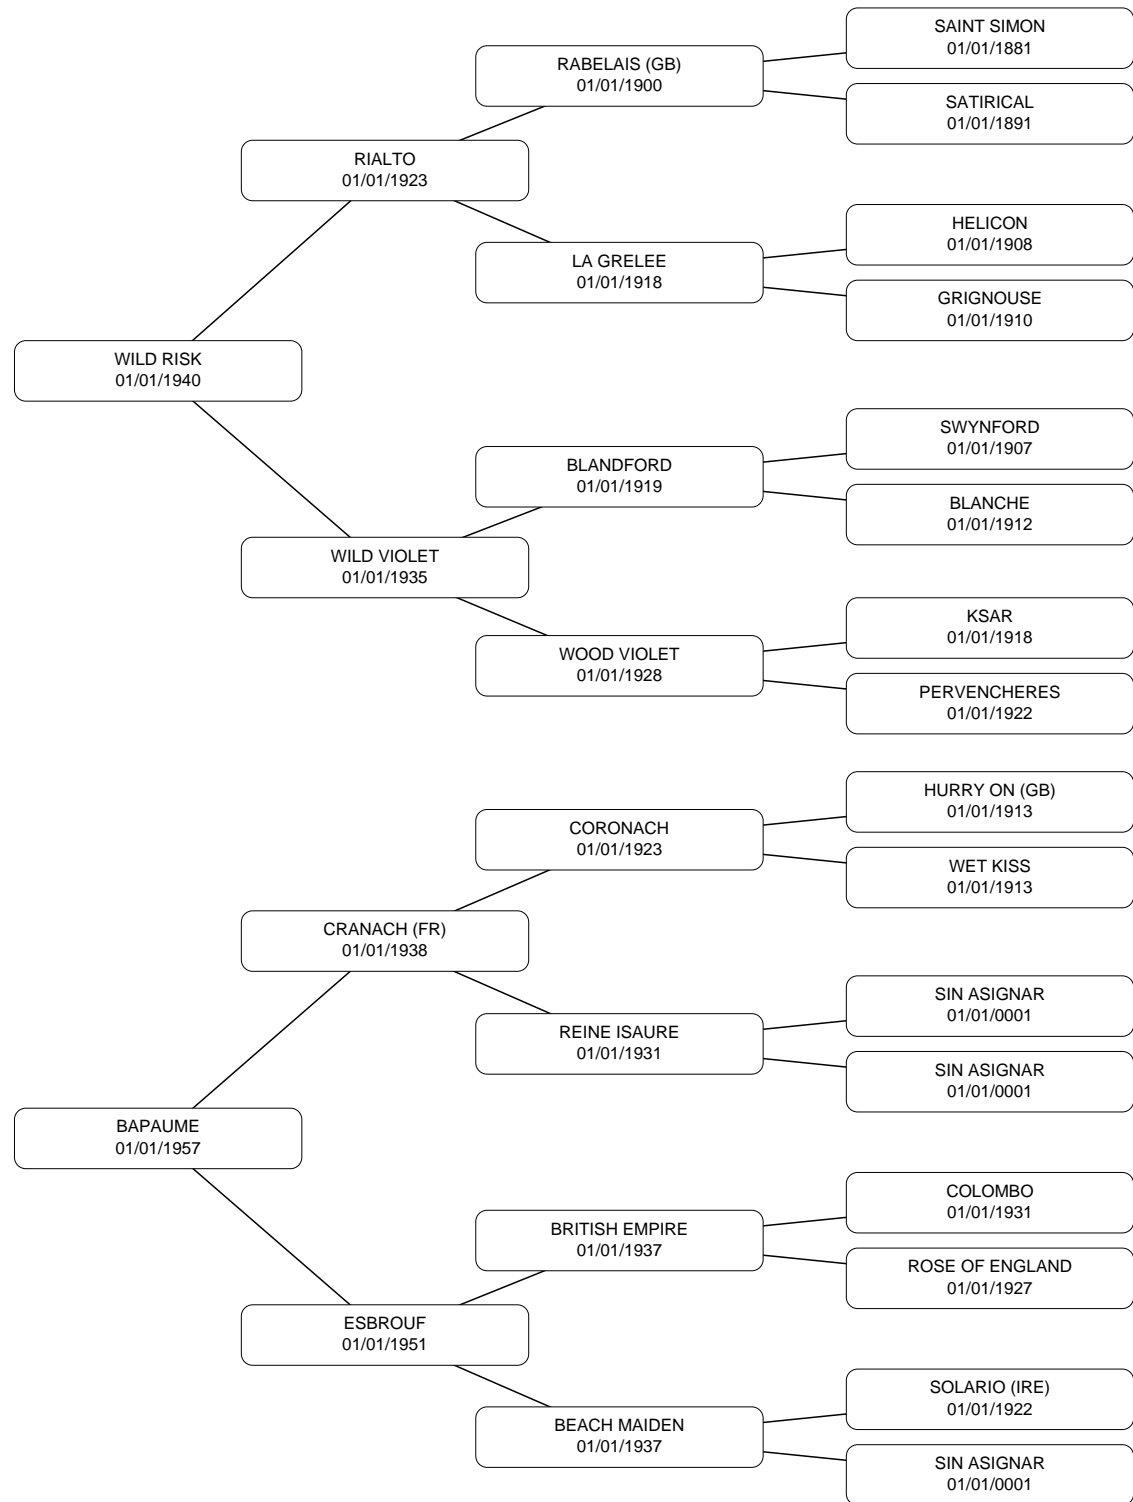 SAINT SIMON
01/01/1881
RABELAIS (GB)
01/01/1900
SATIRICAL
01/01/1891
RIALTO
01/01/1923
HELICON
01/01/1908
LA GRELEE
01/01/1918
GRIGNOUSE
01/01/1910
WILD RISK
01/01/1940
SWYNFORD
01/01/1907
BLANDFORD
01/01/1919
BLANCHE
01/01/1912
WILD VIOLET
01/01/1935
KSAR
01/01/1918
WOOD VIOLET
01/01/1928
PERVENCHERES
01/01/1922
HURRY ON (GB)
01/01/1913
CORONACH
01/01/1923
WET KISS
01/01/1913
CRANACH (FR)
01/01/1938
SIN ASIGNAR
01/01/0001
REINE ISAURE
01/01/1931
SIN ASIGNAR
01/01/0001
BAPAUME
01/01/1957
COLOMBO
01/01/1931
BRITISH EMPIRE
01/01/1937
ROSE OF ENGLAND
01/01/1927
ESBROUF
01/01/1951
SOLARIO (IRE)
01/01/1922
BEACH MAIDEN
01/01/1937
SIN ASIGNAR
01/01/0001